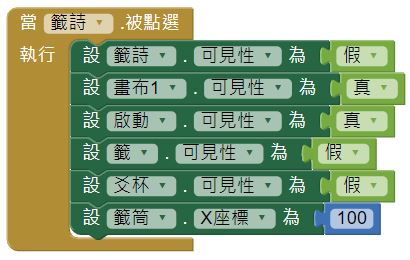 當 籤詩 .被點選
執行 設 籤詩 . 可見性 為 假
設 畫布1 . 可見性 為 真
設 啟動 . 可見性 為 真
設 籤 . 可見性 為 假
設 爻杯 . 可見性 為 假
設 籤筒 . X座標 為 100